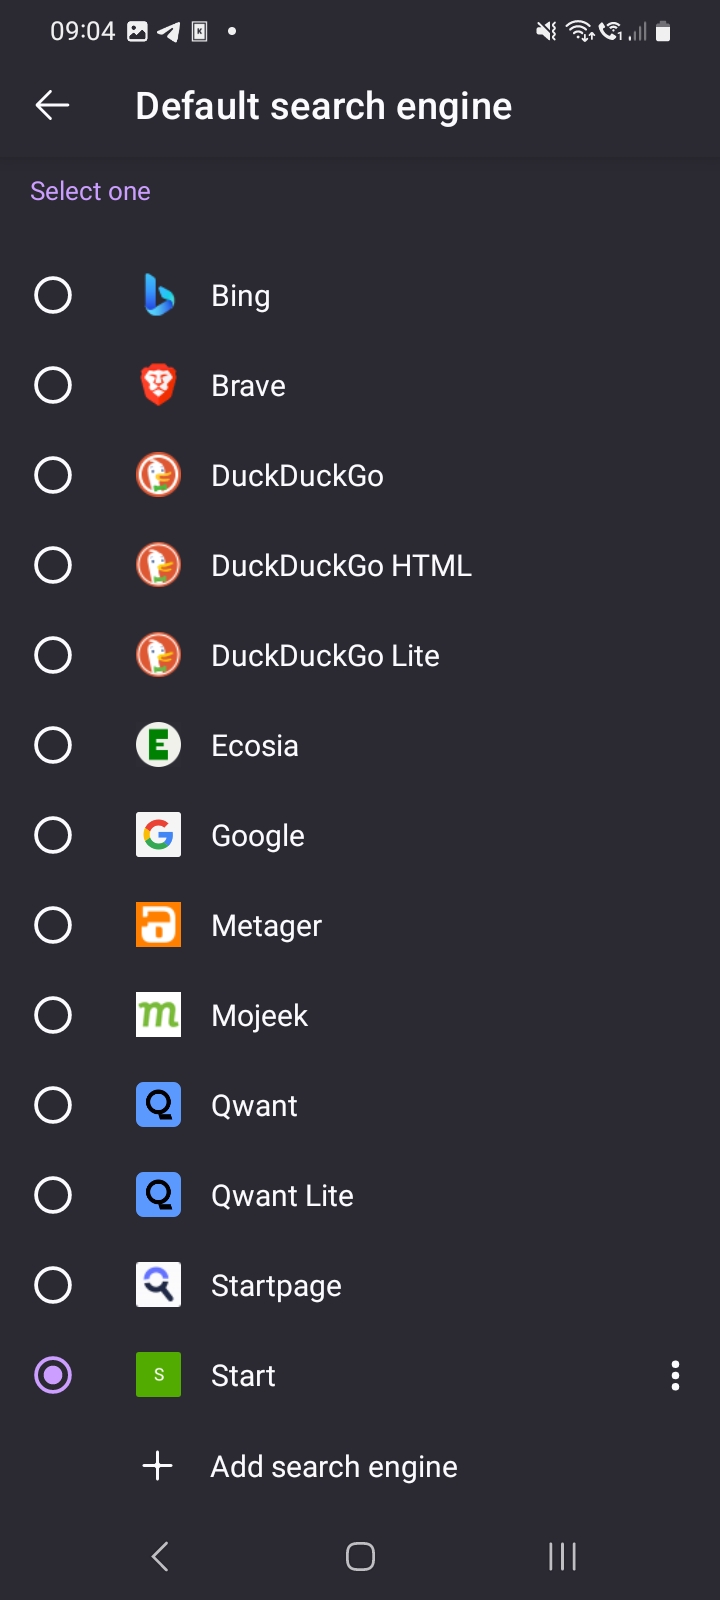 09:04
Default search engine
Select one
Bing
Brave
DuckDuckGo
DuckDuckGo HTML
DuckDuckGo Lite
E Ecosia
G Google
Metager
m Mojeek
Q Qwant
Q Qwant Lite
Startpage
S Start
Add search engine